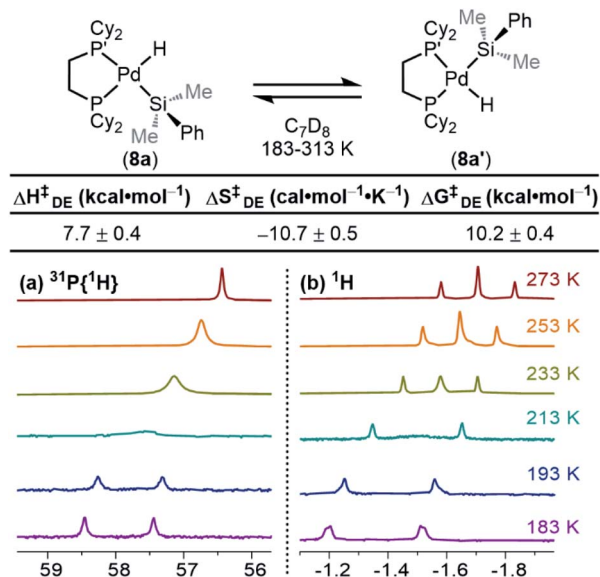 Cy₂
P'
H
Pd
P
Si
Me
Cy₂
Me
Ph
(8a)
C₇D₈
183-313 K
Cy₂
P'
Si
Ph
Me
Me
Pd
P
H
Cy₂
(8a')
ΔH‡DE (kcal•mol⁻¹) ΔS‡DE (cal•mol⁻¹•K⁻¹) ΔG‡DE (kcal•mol⁻¹)
7.7 ± 0.4 −10.7 ± 0.5 10.2 ± 0.4
(a) ³¹P{¹H} (b) ¹H 273 K
253 K
233 K
213 K
193 K
183 K
59 58 57 56 -1.2 -1.4 -1.6 -1.8